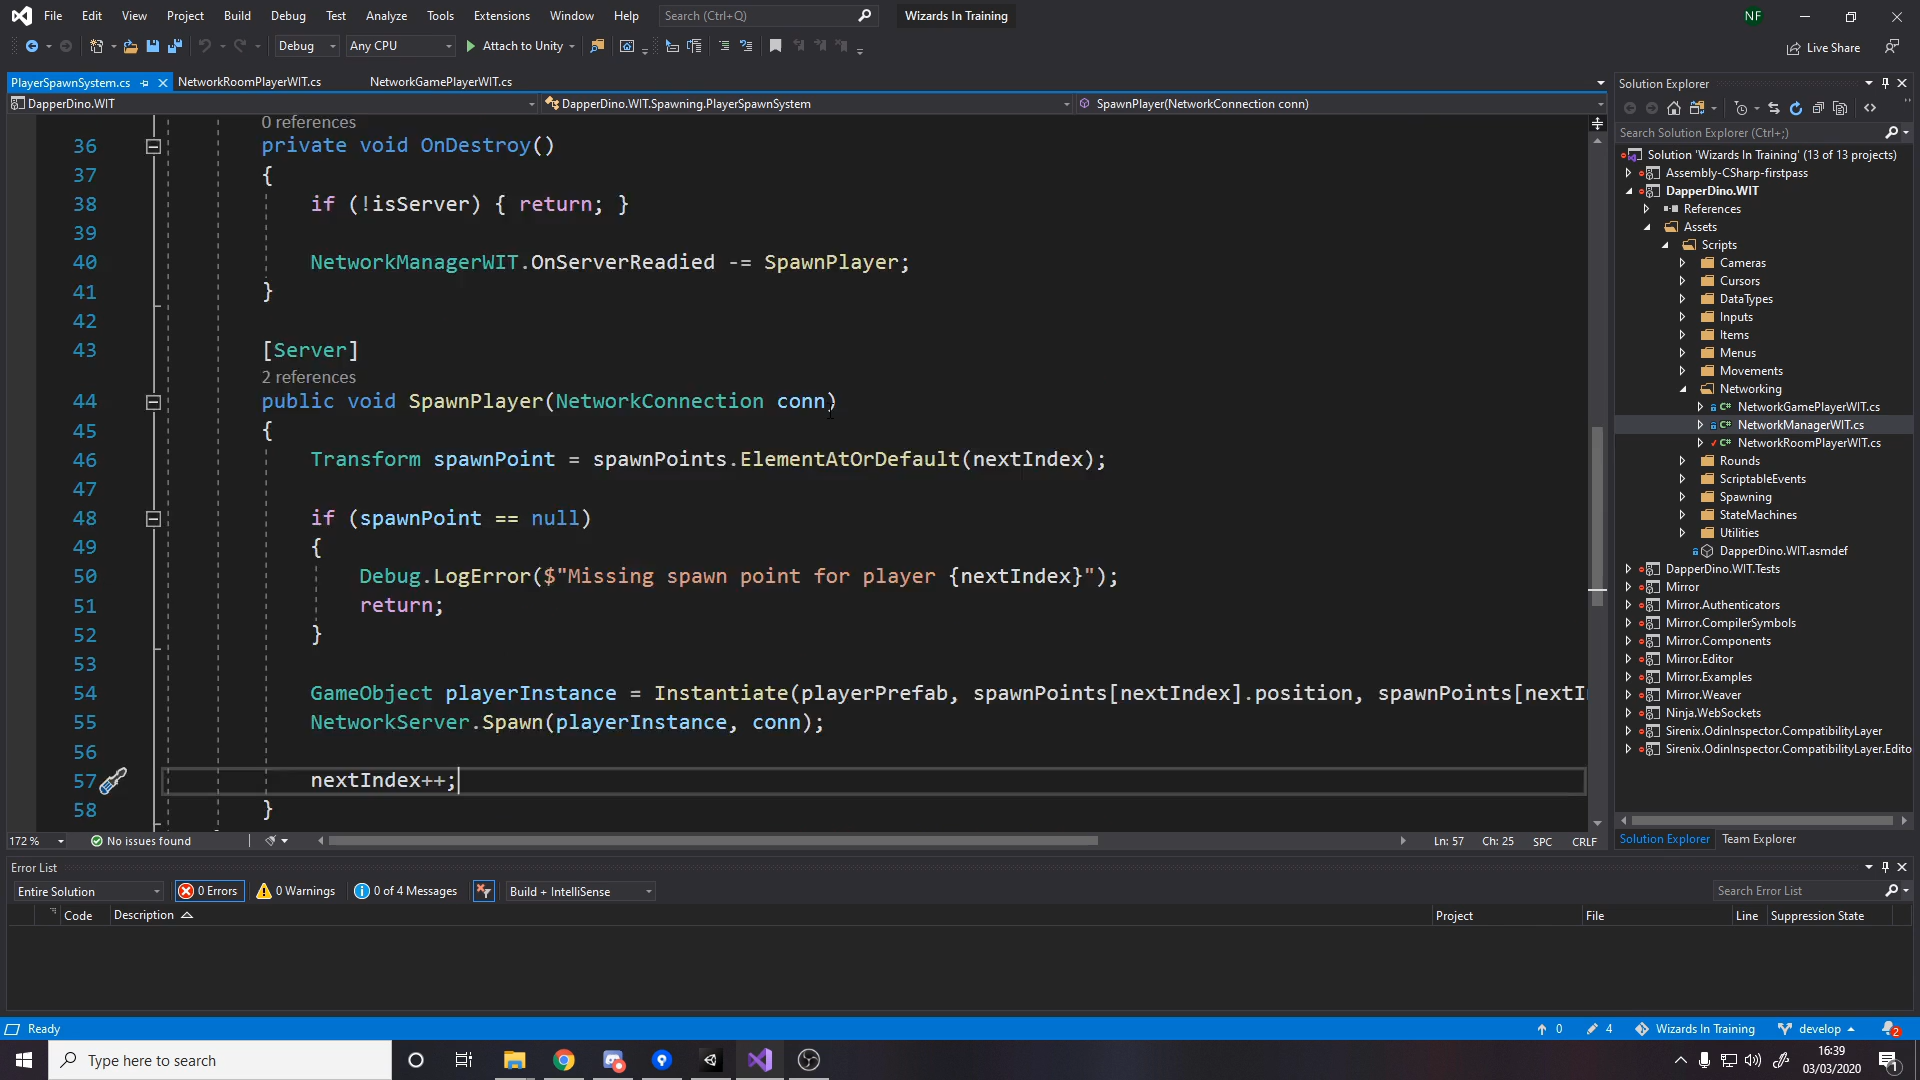 File Edit View Project Build Debug Test Analyze Tools Extensions Window Help Search (Ctrl+Q) Wizards In Training NF
Debug Any CPU Attach to Unity Live Share
PlayerSpawnSystem.cs NetworkRoomPlayerWIT.cs NetworkGamePlayerWIT.cs
DapperDino.WIT DapperDino.WIT.Spawning.PlayerSpawnSystem SpawnPlayer(NetworkConnection conn)
0 references
36 private void OnDestroy()
37 {
38 if (!isServer) { return; }
39
40 NetworkManagerWIT.OnServerReadied -= SpawnPlayer;
41 }
42
43 [Server]
2 references
44 public void SpawnPlayer(NetworkConnection conn)
45 {
46 Transform spawnPoint = spawnPoints.ElementAtOrDefault(nextIndex);
47
48 if (spawnPoint == null)
49 {
50 Debug.LogError($"Missing spawn point for player {nextIndex}");
51 return;
52 }
53
54 GameObject playerInstance = Instantiate(playerPrefab, spawnPoints[nextIndex].position, spawnPoints[nextI
55 NetworkServer.Spawn(playerInstance, conn);
56
57 nextIndex++;
58 }
172 % No issues found Ln: 57 Ch: 25 SPC CRLF
Solution Explorer
Search Solution Explorer (Ctrl+;)
Solution 'Wizards In Training' (13 of 13 projects)
Assembly-CSharp-firstpass
DapperDino.WIT
References
Assets
Scripts
Cameras
Cursors
DataTypes
Inputs
Items
Menus
Movements
Networking
C# NetworkGamePlayerWIT.cs
C# NetworkManagerWIT.cs
C# NetworkRoomPlayerWIT.cs
Rounds
ScriptableEvents
Spawning
StateMachines
Utilities
DapperDino.WIT.asmdef
DapperDino.WIT.Tests
Mirror
Mirror.Authenticators
Mirror.CompilerSymbols
Mirror.Components
Mirror.Editor
Mirror.Examples
Mirror.Weaver
Ninja.WebSockets
Sirenix.OdinInspector.CompatibilityLayer
Sirenix.OdinInspector.CompatibilityLayer.Edito
Solution Explorer Team Explorer
Error List
Entire Solution 0 Errors 0 Warnings 0 of 4 Messages Build + IntelliSense Search Error List
Code Description Project File Line Suppression State
Ready 0 4 Wizards In Training develop 2
Type here to search 16:39
03/03/2020 1